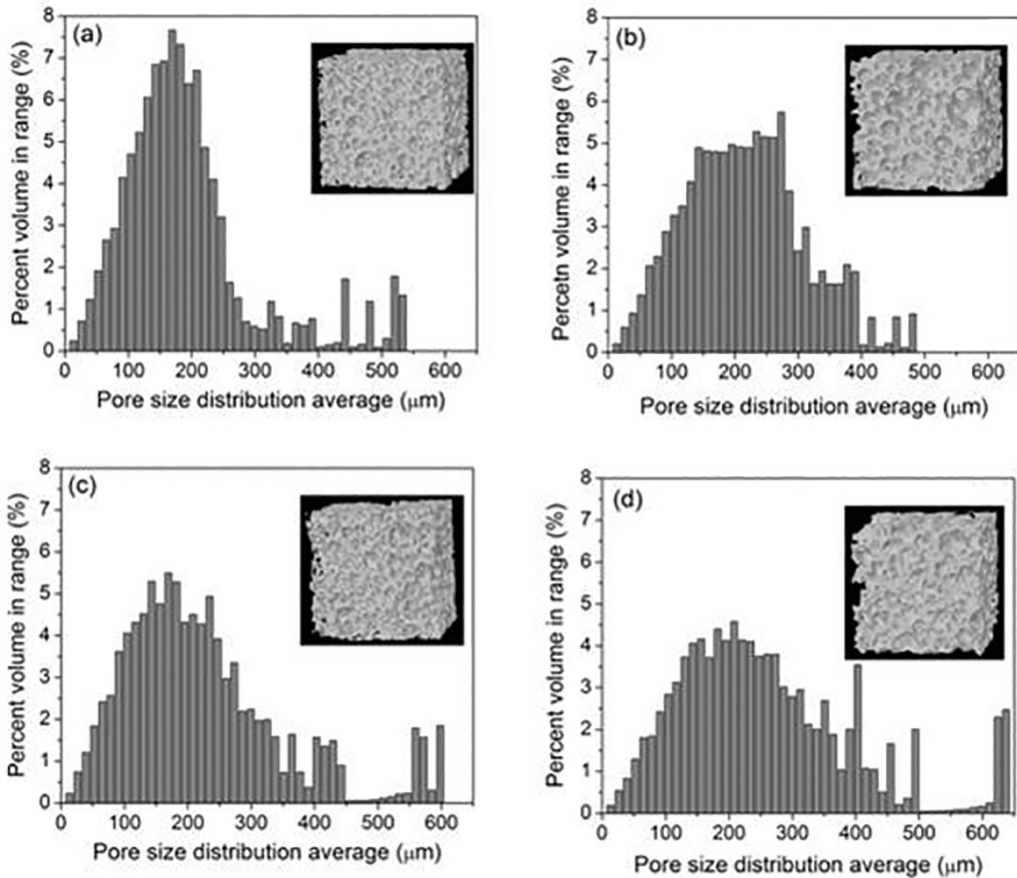 (a)
8
7
6
5
4
3
2
1
0
Percent volume in range (%)
0 100 200 300 400 500 600
Pore size distribution average (μm)
(b)
8
7
6
5
4
3
2
1
0
Percetn volume in range (%)
0 100 200 300 400 500 600
Pore size distribution average (μm)
(c)
8
7
6
5
4
3
2
1
0
Percent volume in range (%)
0 100 200 300 400 500 600
Pore size distribution average (μm)
(d)
8
7
6
5
4
3
2
1
0
Percent volume in range (%)
0 100 200 300 400 500 600
Pore size distribution average (μm)